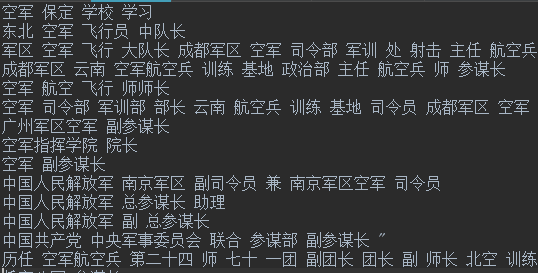 空军 保定 学校 学习
东北 空军 飞行员 中队长
军区 空军 飞行 大队长 成都军区 空军 司令部 军训 处 射击 主任 航空兵
成都军区 云南 空军航空兵 训练 基地 政治部 主任 航空兵 师 参谋长
空军 航空 飞行 师师长
空军 司令部 军训部 部长 云南 航空兵 训练 基地 司令员 成都军区 空军
广州军区空军 副参谋长
空军指挥学院 院长
空军 副参谋长
中国人民解放军 南京军区 副司令员 兼 南京军区空军 司令员
中国人民解放军 总参谋长 助理
中国人民解放军 副 总参谋长
中国共产党 中央军事委员会 联合 参谋部 副参谋长 "
历任 空军航空兵 第二十四 师 七十 一团 副团长 团长 副 师长 北空 训练